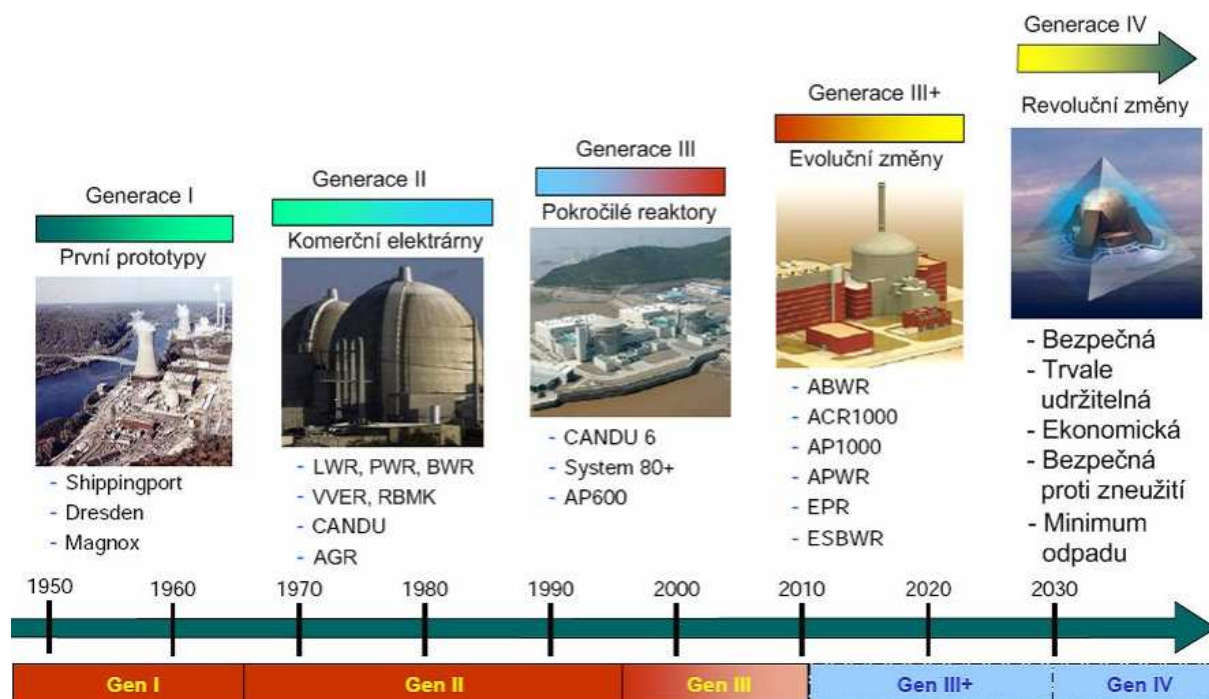 Generace I
První prototypy
- Shippingport
- Dresden
- Magnox
Generace II
Komerční elektrárny
- LWR, PWR, BWR
- VVER, RBMK
- CANDU
- AGR
Generace III
Pokročilé reaktory
- CANDU 6
- System 80+
- AP600
Generace III+
Evoluční změny
- ABWR
- ACR1000
- AP1000
- APWR
- EPR
- ESBWR
Generace IV
Revoluční změny
- Bezpečná
- Trvale
udržitelná
- Ekonomická
- Bezpečná
proti zneužití
- Minimum
odpadu
1950 1960 1970 1980 1990 2000 2010 2020 2030
Gen I Gen II Gen III Gen III+ Gen IV